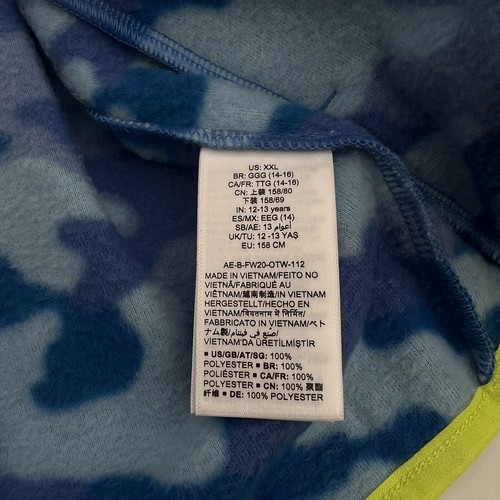 US: XXL
BR: GGG (14-16)
CA/FR: TTG (14-16)
CN: 上装 158/80
下装 158/69
IN: 12-13 years
ES/MX: EEG (14)
SB/AE: 13 أعوام
UK/TU: 12 -13 YAŞ
EU: 158 CM
AE-B-FW20-OTW-112
MADE IN VIETNAM/FEITO NO
VIETNÃ/FABRIQUÉ AU
VIÊTNAM/越南制造/IN VIETNAM
HERGESTELLT/HECHO EN
VIETNAM/वियतनाम में निर्मित/
FABBRICATO IN VIETNAM/ベト
ナム製/صنع في فيتنام/
VIETNAM'DA ÜRETİLMİŞTİR
■ US/GB/AT/SG: 100%
POLYESTER ■ BR: 100%
POLIÉSTER ■ CA/FR: 100%
POLYESTER ■ CN: 100% 聚酯
纤维 ■ DE: 100% POLYESTER